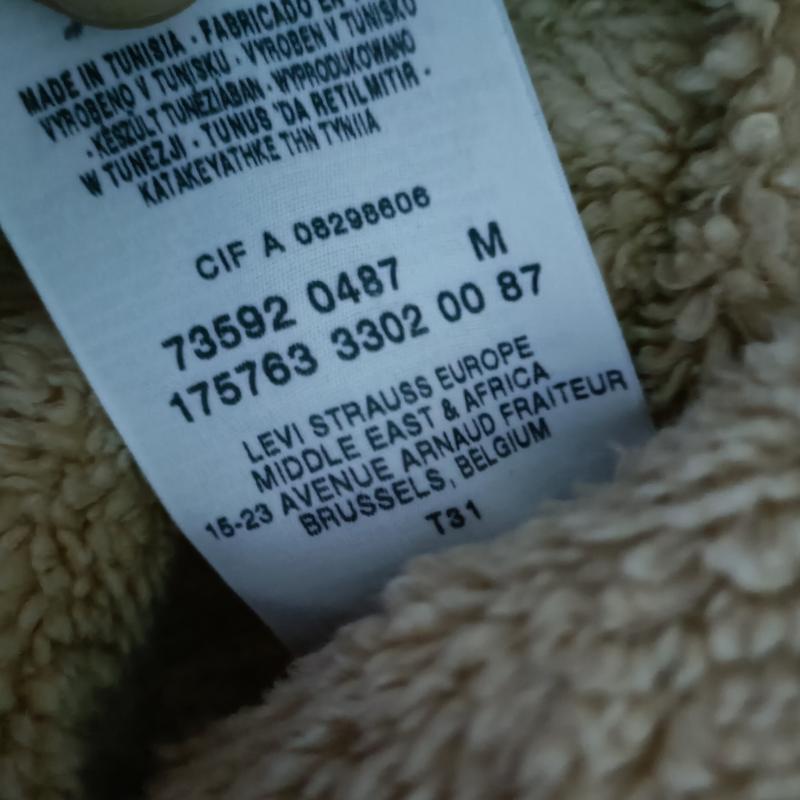 MADE IN TUNISIA · FABRICADO EN
VYROBENO V TUNISKU · VYROBEN V TUNISKU
· KÉSZÜLT TUNÉZIÁBAN · WYPRODUKOWANO
W TUNEZJI · TUNUS 'DA RETILMITIR ·
KATAKEYATHKE THN TYNIIA
CIF A 08298606
73592 0487 M
175763 3302 00 87
LEVI STRAUSS EUROPE
MIDDLE EAST & AFRICA
15-23 AVENUE ARNAUD FRAITEUR
BRUSSELS, BELGIUM
T31